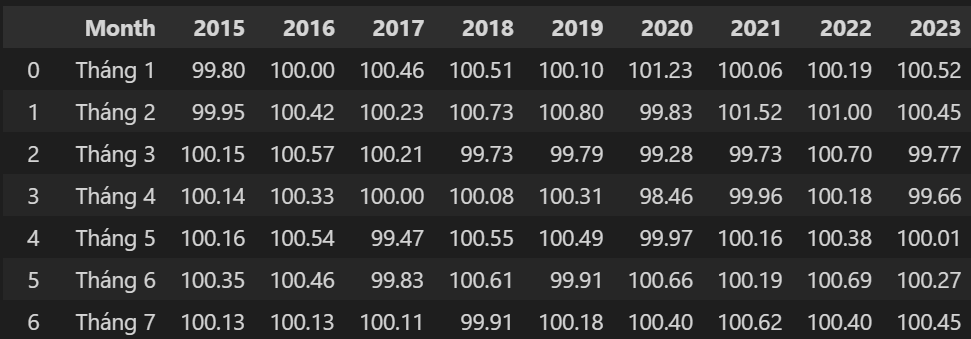 Month 2015 2016 2017 2018 2019 2020 2021 2022 2023
0 Tháng 1 99.80 100.00 100.46 100.51 100.10 101.23 100.06 100.19 100.52
1 Tháng 2 99.95 100.42 100.23 100.73 100.80 99.83 101.52 101.00 100.45
2 Tháng 3 100.15 100.57 100.21 99.73 99.79 99.28 99.73 100.70 99.77
3 Tháng 4 100.14 100.33 100.00 100.08 100.31 98.46 99.96 100.18 99.66
4 Tháng 5 100.16 100.54 99.47 100.55 100.49 99.97 100.16 100.38 100.01
5 Tháng 6 100.35 100.46 99.83 100.61 99.91 100.66 100.19 100.69 100.27
6 Tháng 7 100.13 100.13 100.11 99.91 100.18 100.40 100.62 100.40 100.45